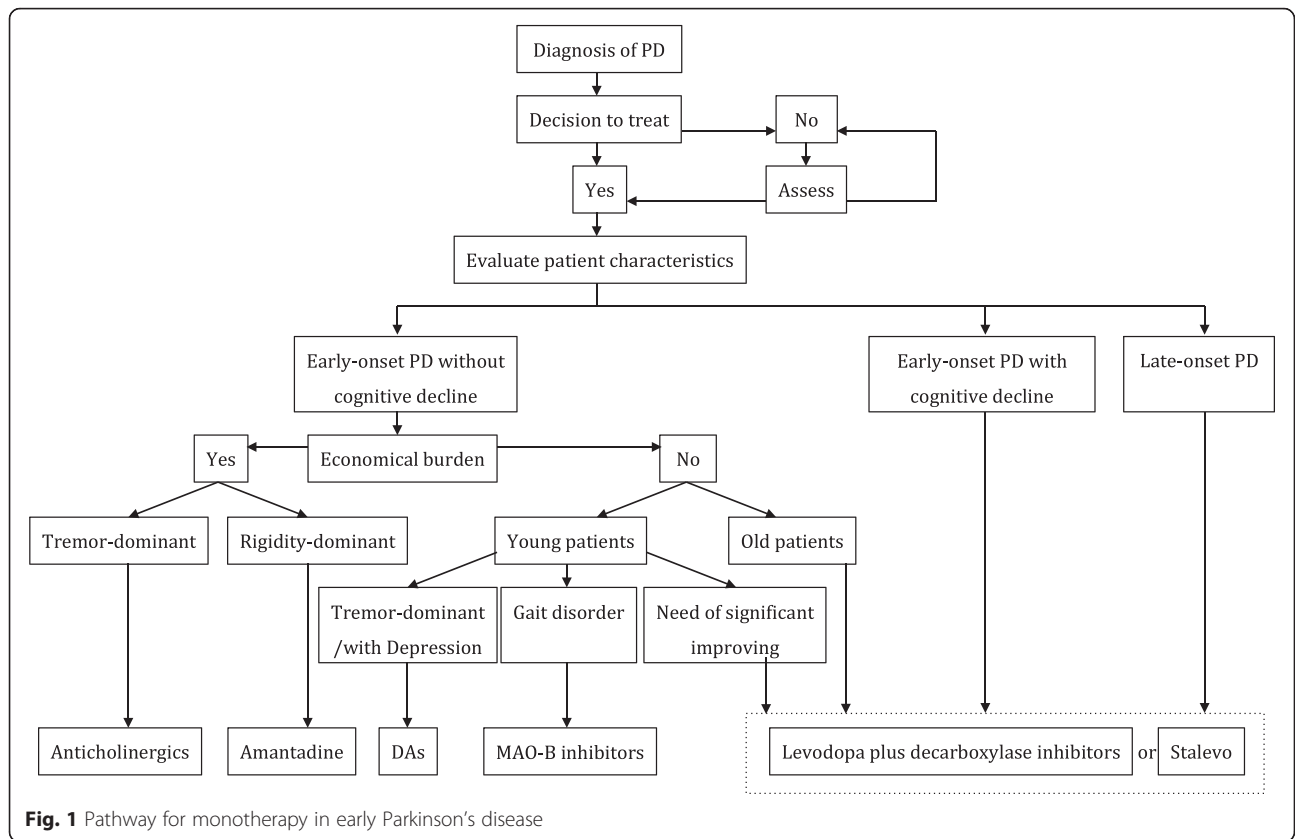 Diagnosis of PD
Decision to treat
No
Yes
Assess
Evaluate patient characteristics
Early-onset PD without
cognitive decline
Early-onset PD with
cognitive decline
Late-onset PD
Yes
Economical burden
No
Tremor-dominant
Rigidity-dominant
Young patients
Old patients
Tremor-dominant
/with Depression
Gait disorder
Need of significant
improving
Anticholinergics
Amantadine
DAs
MAO-B inhibitors
Levodopa plus decarboxylase inhibitors or Stalevo
Fig. 1 Pathway for monotherapy in early Parkinson's disease